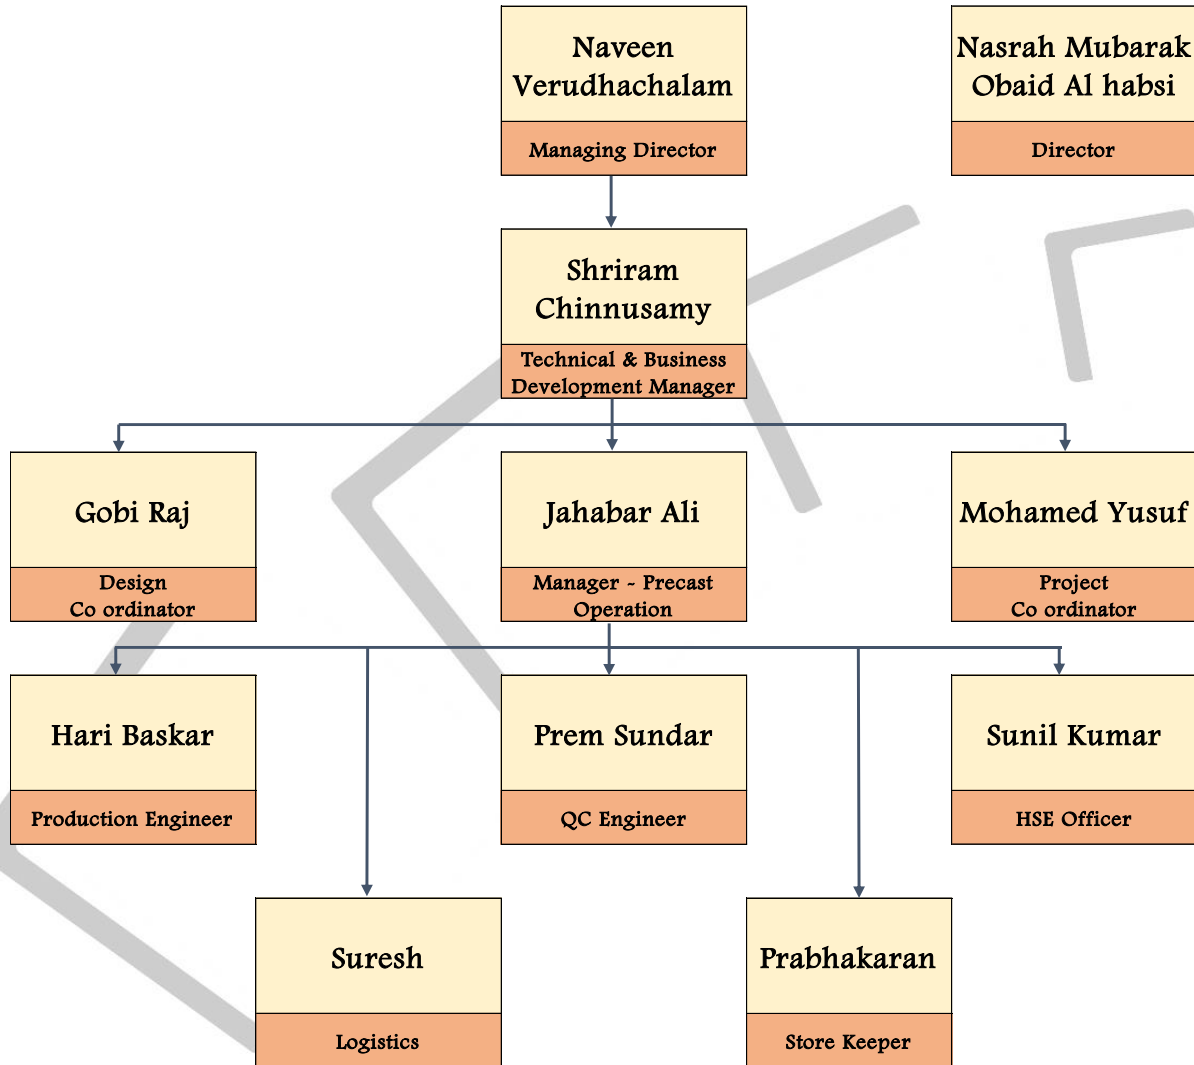 Naveen
Verudhachalam
Managing Director
Nasrah Mubarak
Obaid Al habsi
Director
Shriram
Chinnusamy
Technical & Business
Development Manager
Gobi Raj
Design
Co ordinator
Jahabar Ali
Manager - Precast
Operation
Mohamed Yusuf
Project
Co ordinator
Hari Baskar
Production Engineer
Prem Sundar
QC Engineer
Sunil Kumar
HSE Officer
Suresh
Logistics
Prabhakaran
Store Keeper